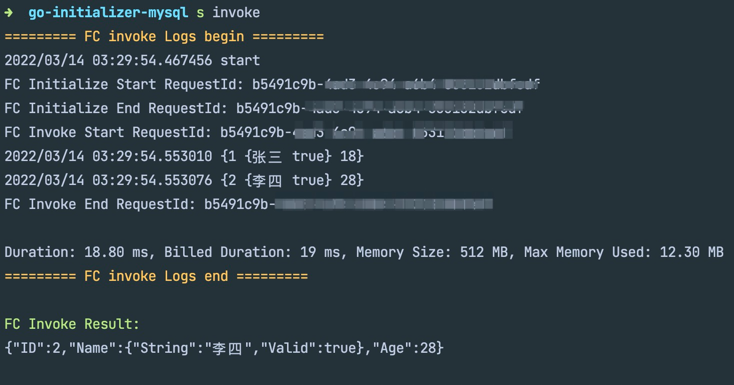 ➜ go-initializer-mysql s invoke
========= FC invoke Logs begin =========
2022/03/14 03:29:54.467456 start
FC Initialize Start RequestId: b5491c9b-
FC Initialize End RequestId: b5491c9b-
FC Invoke Start RequestId: b5491c9b-
2022/03/14 03:29:54.553010 {1 {张三 true} 18}
2022/03/14 03:29:54.553076 {2 {李四 true} 28}
FC Invoke End RequestId: b5491c9b-
Duration: 18.80 ms, Billed Duration: 19 ms, Memory Size: 512 MB, Max Memory Used: 12.30 MB
========= FC invoke Logs end =========
FC Invoke Result:
{"ID":2,"Name":{"String":"李四","Valid":true},"Age":28}